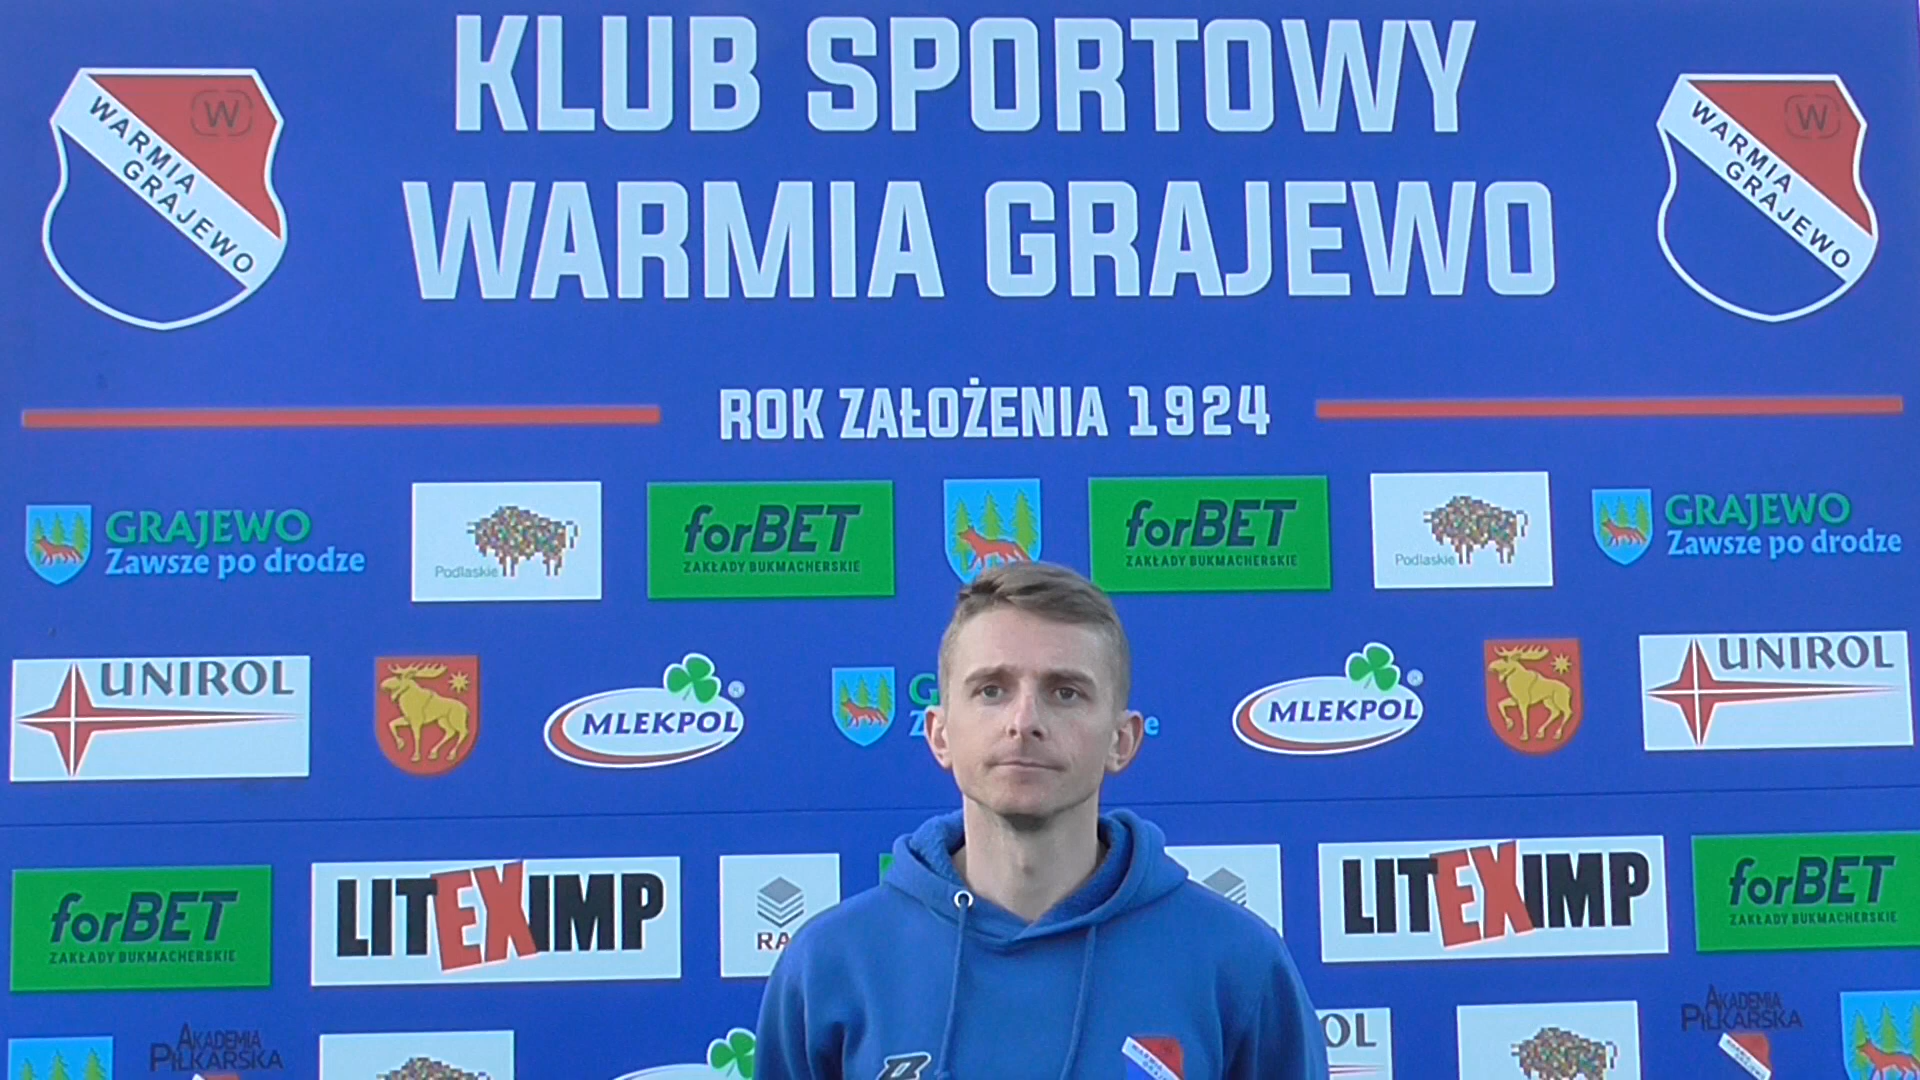 KLUB SPORTOWY
WARMIA GRAJEWO
W
WARMIA
GRAJEWO
W
WARMIA
GRAJEWO
ROK ZAŁOŻENIA 1924
GRAJEWO
Zawsze po drodze
Podlaskie
forBET
ZAKŁADY BUKMACHERSKIE
forBET
ZAKŁADY BUKMACHERSKIE
Podlaskie
GRAJEWO
Zawsze po drodze
UNIROL
MLEKPOL ®
MLEKPOL ®
UNIROL
forBET
ZAKŁADY BUKMACHERSKIE
LITEXIMP
LITEXIMP
forBET
ZAKŁADY BUKMACHERSKIE
AKADEMIA
PIŁKARSKA
AKADEMIA
PIŁKARSKA